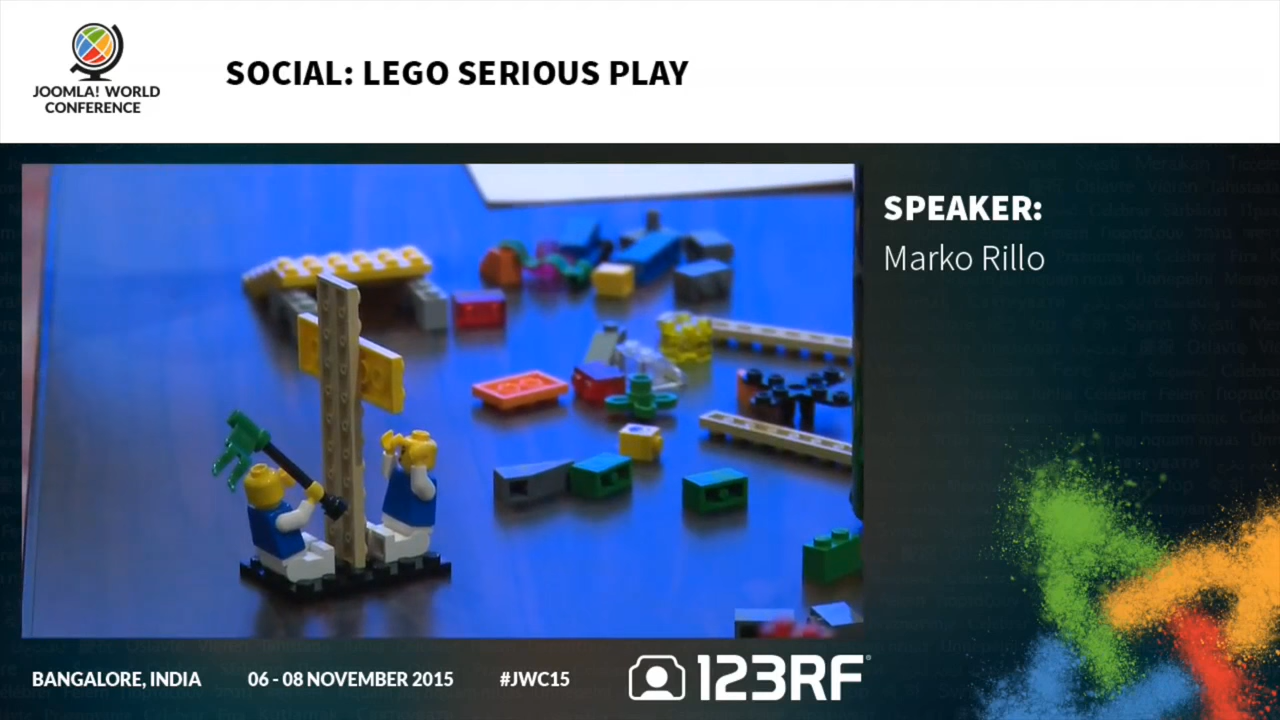 JOOMLA! WORLD
CONFERENCE
SOCIAL: LEGO SERIOUS PLAY
SPEAKER:
Marko Rillo
BANGALORE, INDIA
06 - 08 NOVEMBER 2015
#JWC15
123RF